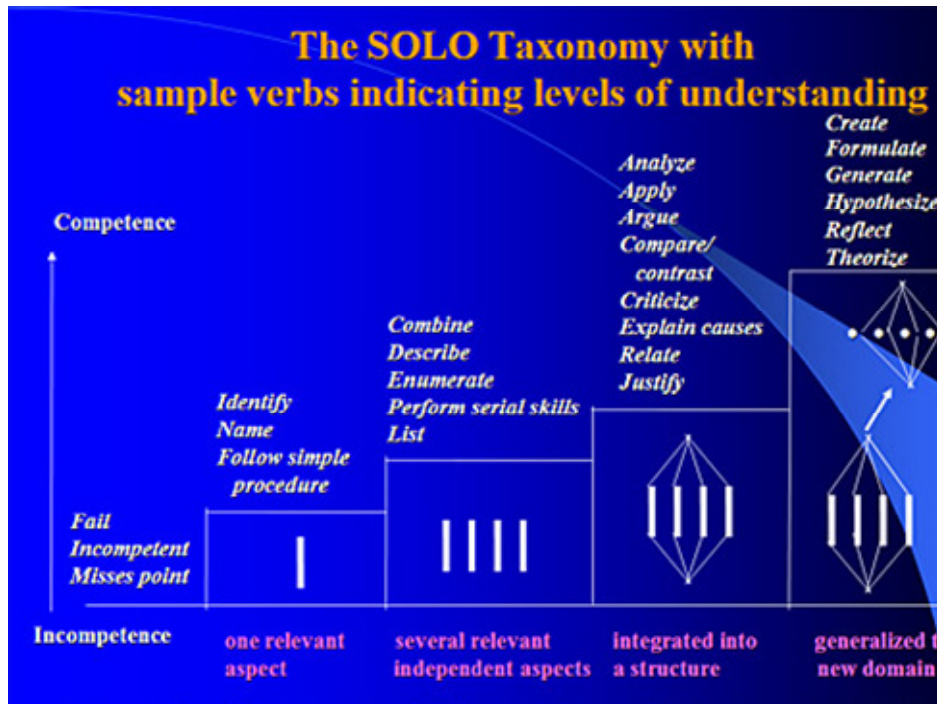 The SOLO Taxonomy with
sample verbs indicating levels of understanding
Competence
Incompetence
Fail
Incompetent
Misses point
Identify
Name
Follow simple
procedure
Combine
Describe
Enumerate
Perform serial skills
List
Analyze
Apply
Argue
Compare/
contrast
Criticize
Explain causes
Relate
Justify
Create
Formulate
Generate
Hypothesize
Reflect
Theorize
one relevant
aspect
several relevant
independent aspects
integrated into
a structure
generalized t
new domain